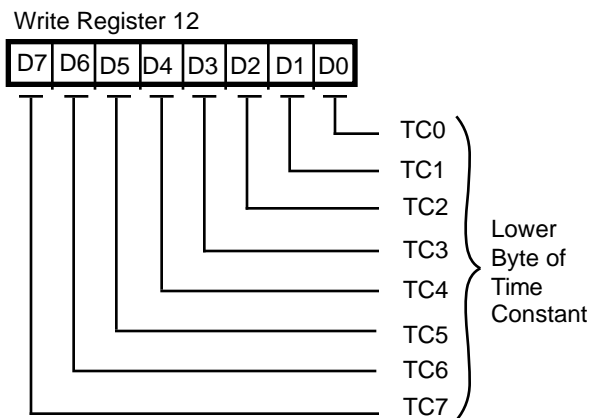 Write Register 12
D7 D6 D5 D4 D3 D2 D1 D0
TC0
TC1
TC2
TC3
TC4
TC5
TC6
TC7
Lower
Byte of
Time
Constant